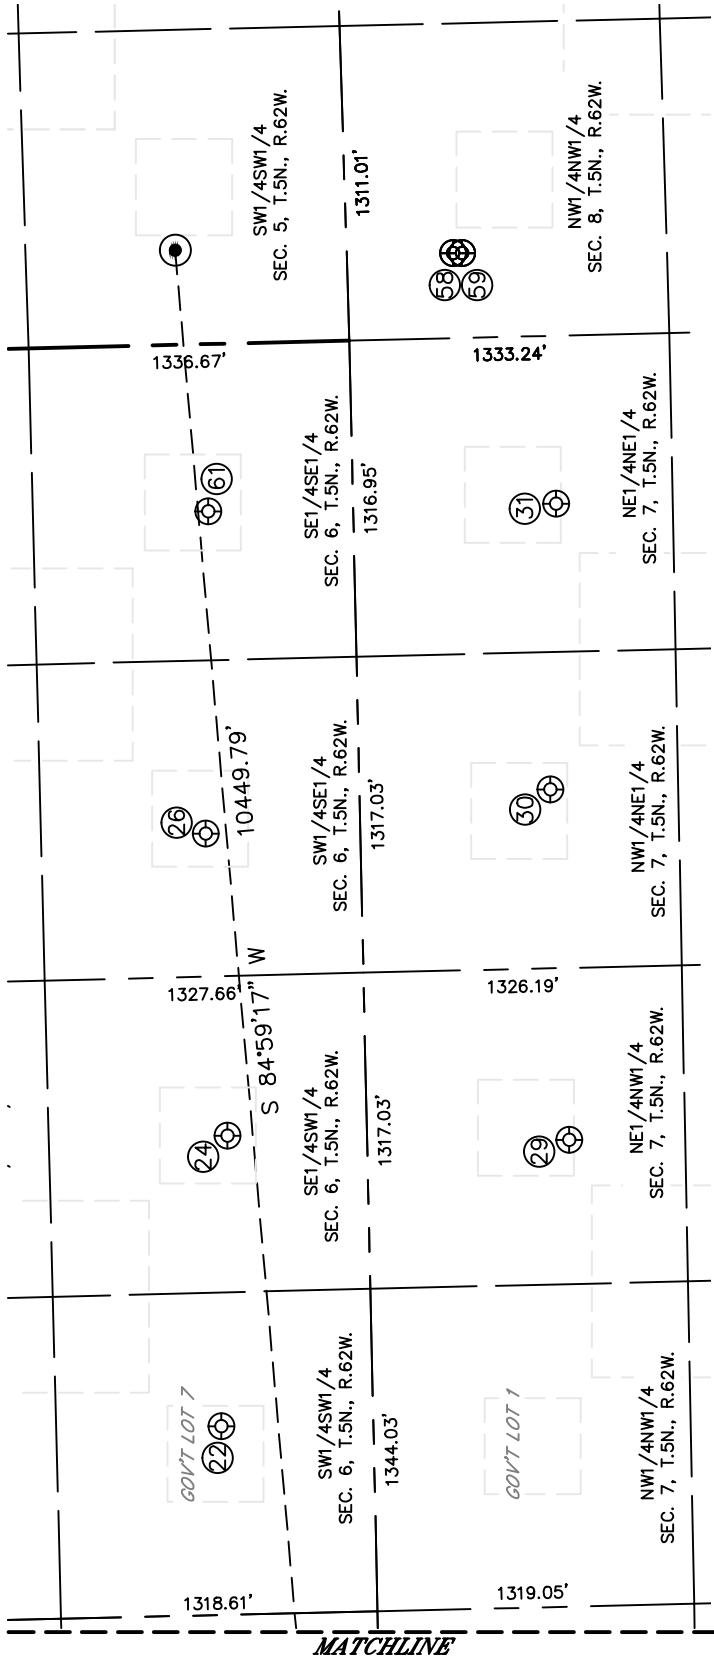 SW1/4SW1/4
SEC. 5, T.5N., R.62W.
1311.01'
NW1/4NW1/4
SEC. 8, T.5N., R.62W.
58
59
1336.67'
1333.24'
61
SE1/4SE1/4
SEC. 6, T.5N., R.62W.
1316.95'
31
NE1/4NE1/4
SEC. 7, T.5N., R.62W.
26
10449.79'
SW1/4SE1/4
SEC. 6, T.5N., R.62W.
1317.03'
30
NW1/4NE1/4
SEC. 7, T.5N., R.62W.
1327.66'
S 84°59'17" W
1326.19'
24
SE1/4SW1/4
SEC. 6, T.5N., R.62W.
1317.03'
29
NE1/4NW1/4
SEC. 7, T.5N., R.62W.
GOV'T LOT 7
22
SW1/4SW1/4
SEC. 6, T.5N., R.62W.
1344.03'
GOV'T LOT 1
NW1/4NW1/4
SEC. 7, T.5N., R.62W.
1318.61'
1319.05'
MATCHLINE